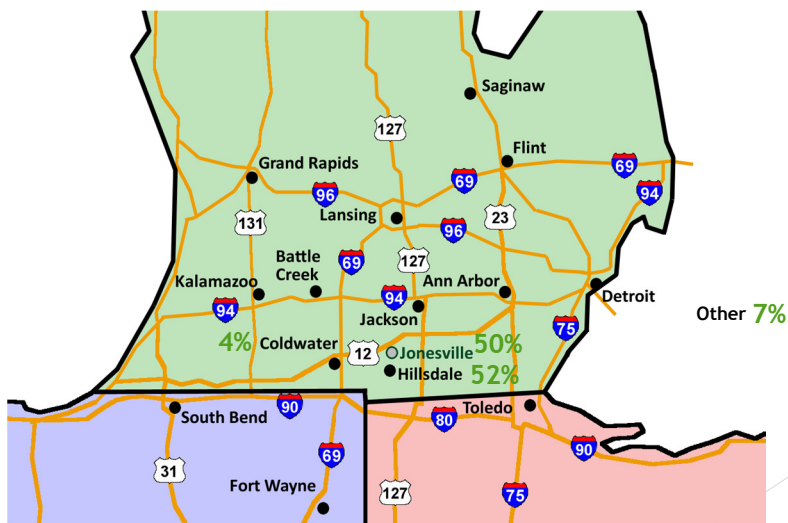 Saginaw
127
Flint
Grand Rapids
69
69
96
94
Lansing
131
23
96
Battle
Creek
69
127
Kalamazoo
Ann Arbor
94
94
Detroit
Jackson
Other 7%
75
4%
Coldwater
12
Jonesville 50%
Hillsdale 52%
90
Toledo
South Bend
80
90
69
31
Fort Wayne
127
75